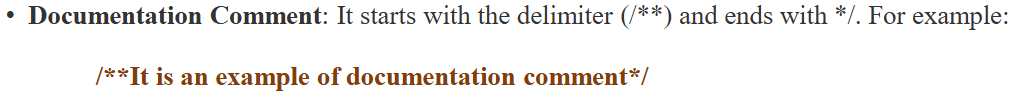 • Documentation Comment: It starts with the delimiter (/**) and ends with */. For example:
/**It is an example of documentation comment*/